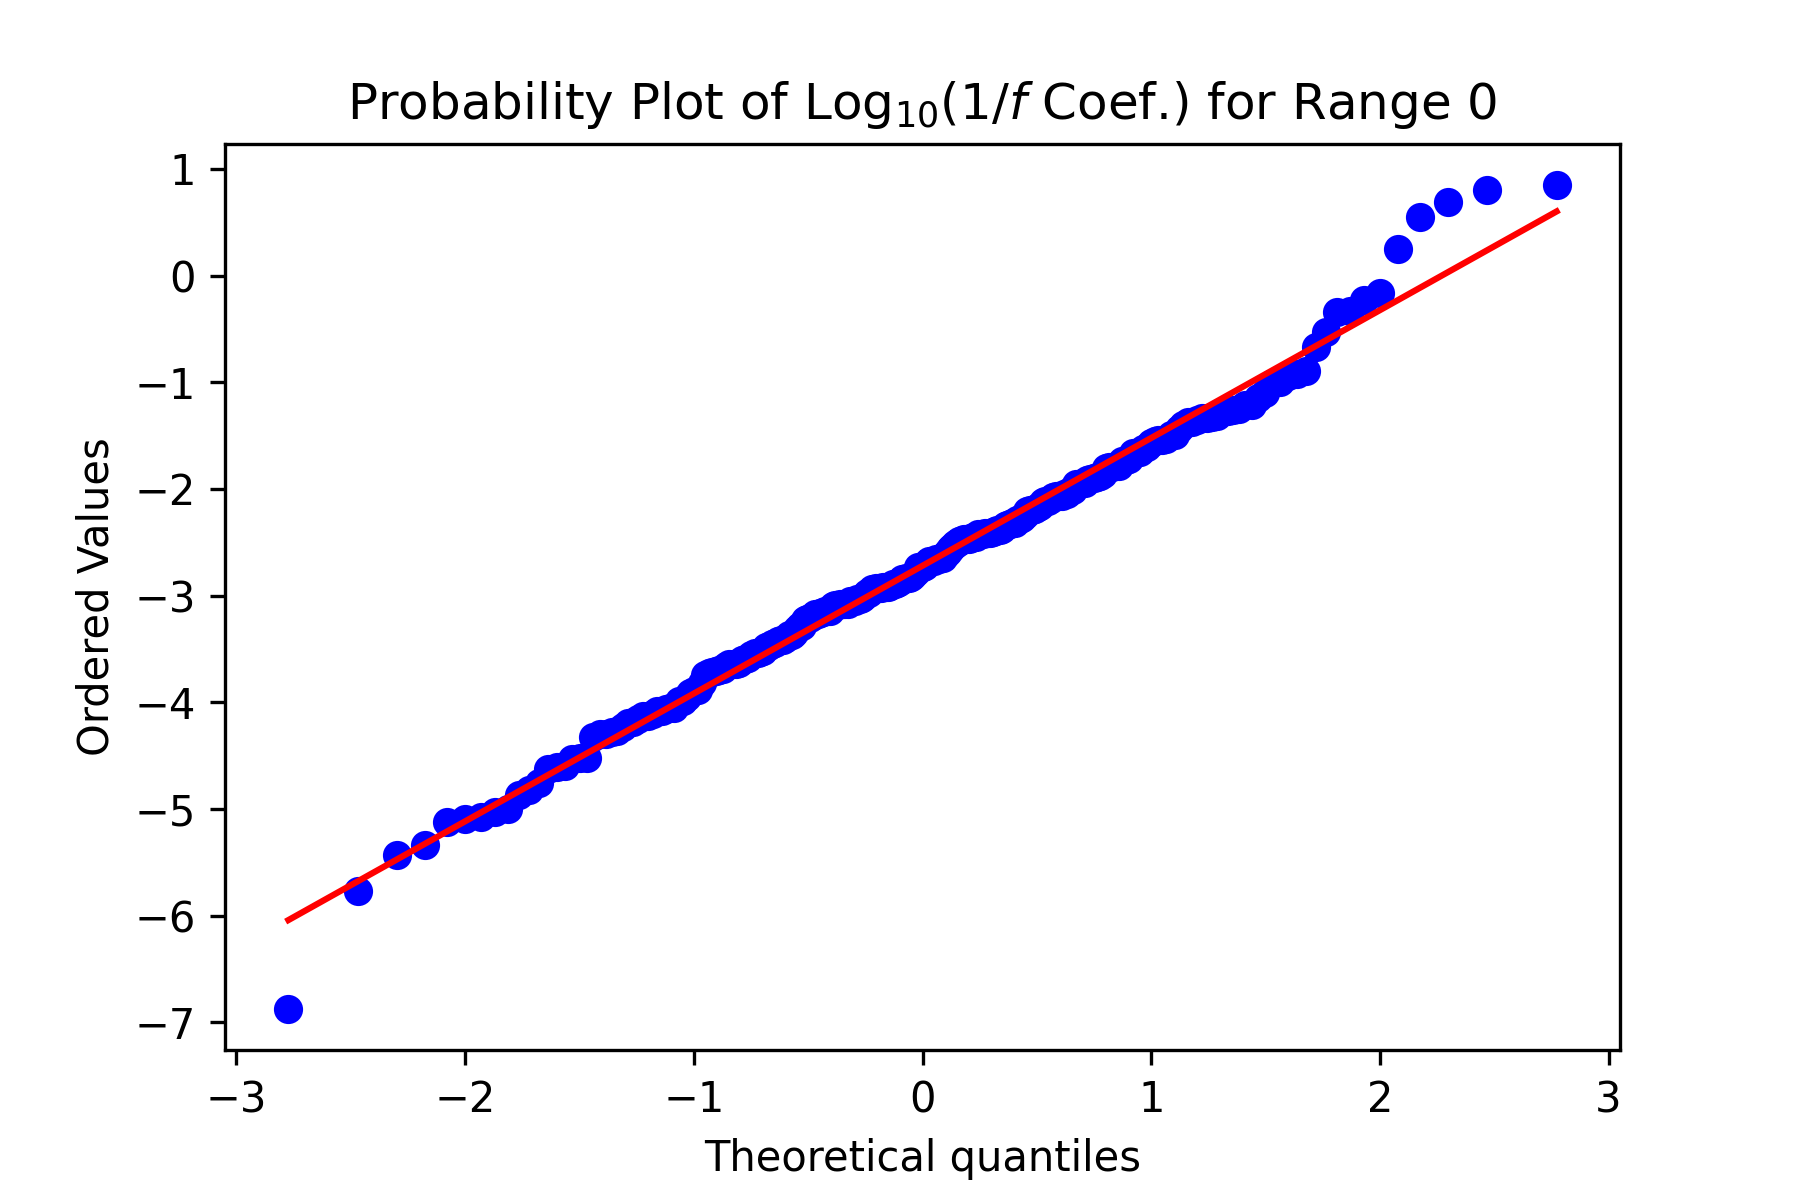 Probability Plot of Log₁₀(1/f Coef.) for Range 0
1
0
−1
−2
−3
−4
−5
−6
−7
Ordered Values
−3 −2 −1 0 1 2 3
Theoretical quantiles